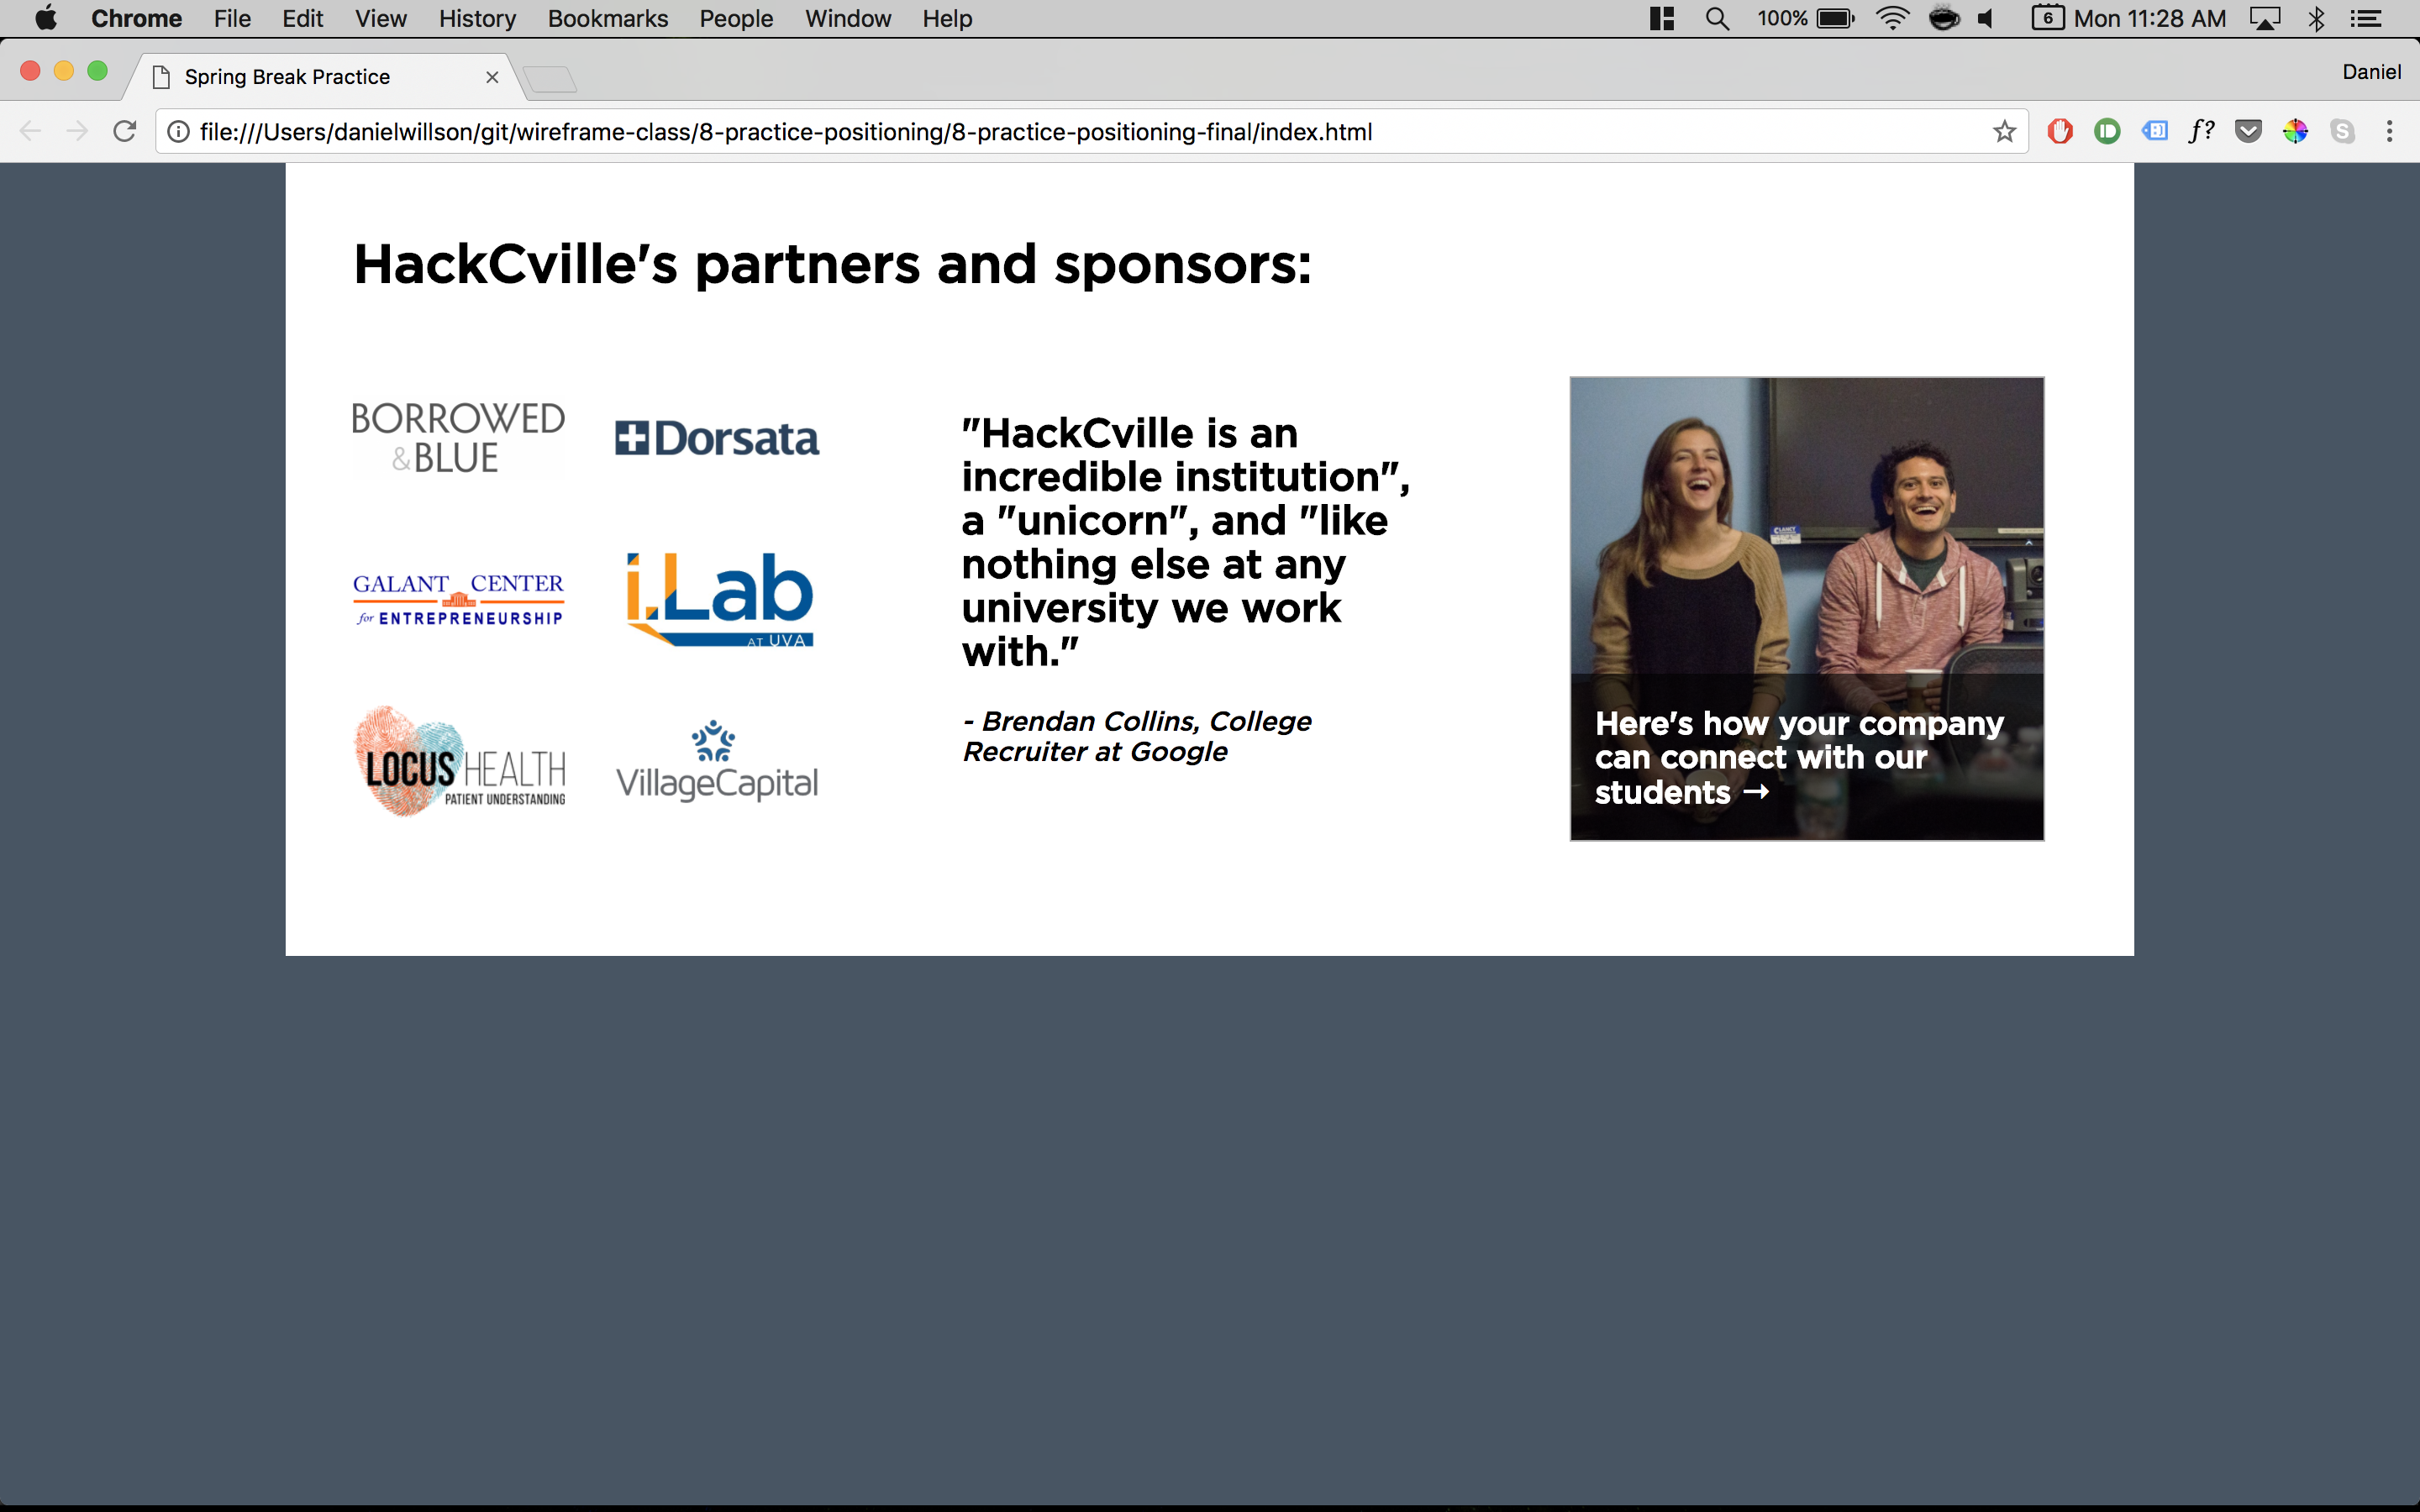 Chrome File Edit View History Bookmarks People Window Help 100% 6 Mon 11:28 AM
Spring Break Practice Daniel
file:///Users/danielwillson/git/wireframe-class/8-practice-positioning/8-practice-positioning-final/index.html f?
HackCville's partners and sponsors:
BORROWED
&BLUE
Dorsata
GALANT CENTER
for ENTREPRENEURSHIP
i.Lab
AT UVA
LOCUS HEALTH
PATIENT UNDERSTANDING
VillageCapital
"HackCville is an
incredible institution",
a "unicorn", and "like
nothing else at any
university we work
with."
- Brendan Collins, College
Recruiter at Google
Here's how your company
can connect with our
students →